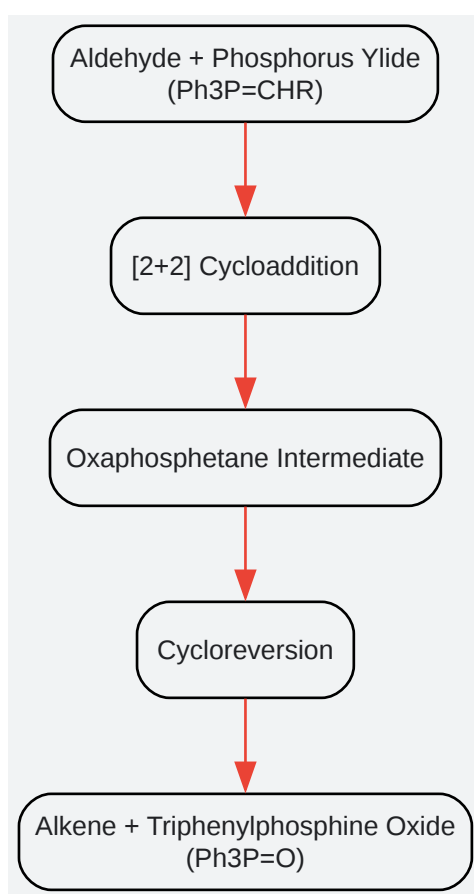 Aldehyde + Phosphorus Ylide
(Ph3P=CHR)
[2+2] Cycloaddition
Oxaphosphetane Intermediate
Cycloreversion
Alkene + Triphenylphosphine Oxide
(Ph3P=O)